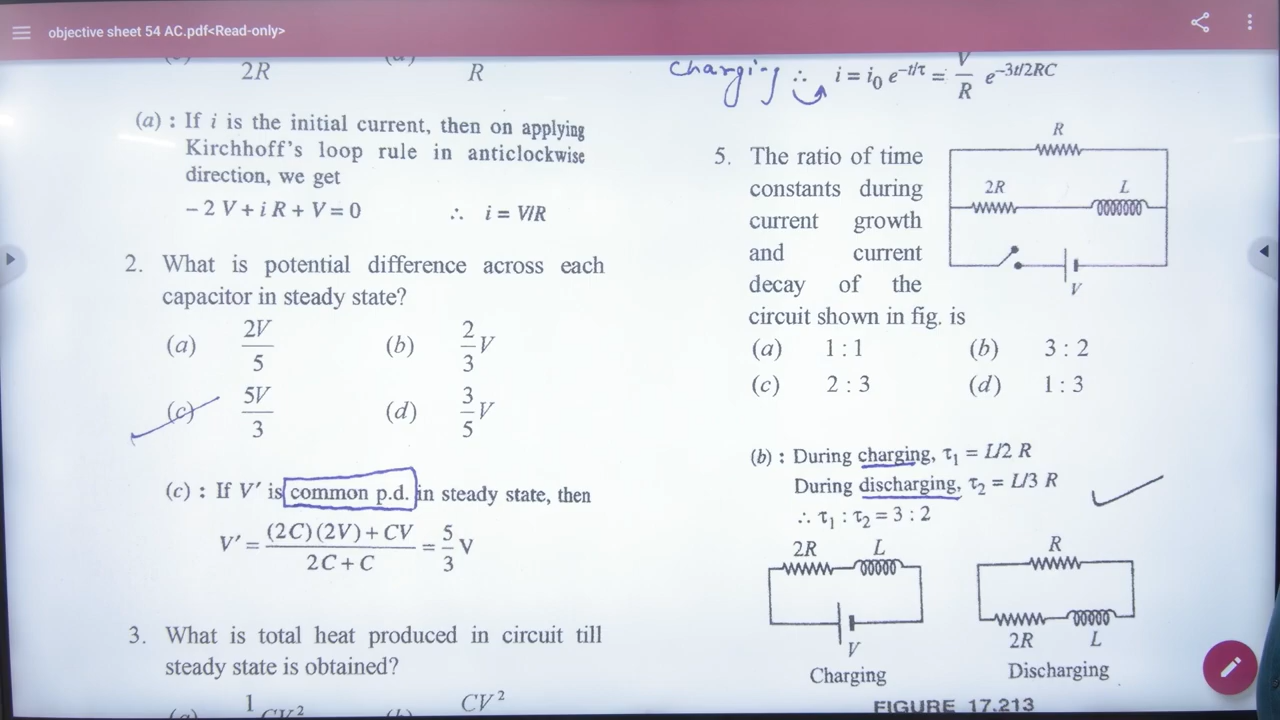 objective sheet 54 AC.pdf<Read-only>
2R
R
(a) : If i is the initial current, then on applying
Kirchhoff's loop rule in anticlockwise
direction, we get
− 2 V + i R + V = 0 ∴ i = V/R
2. What is potential difference across each
capacitor in steady state?
(a) 2V/5 (b) 2/3 V
(c) 5V/3 (d) 3/5 V
(c) : If V′ is common p.d. in steady state, then
V′ = (2C) (2V) + CV / 2C + C = 5/3 V
3. What is total heat produced in circuit till
steady state is obtained?
1 CV² CV²
Charging ∴ i = i₀ e^−t/τ = V/R e^−3t/2RC
5. The ratio of time
constants during
current growth
and current
decay of the
circuit shown in fig. is
R
2R L
V
(a) 1 : 1 (b) 3 : 2
(c) 2 : 3 (d) 1 : 3
(b) : During charging, τ₁ = L/2 R
During discharging, τ₂ = L/3 R
∴ τ₁ : τ₂ = 3 : 2
2R L
V
Charging
R
2R L
Discharging
FIGURE 17.213